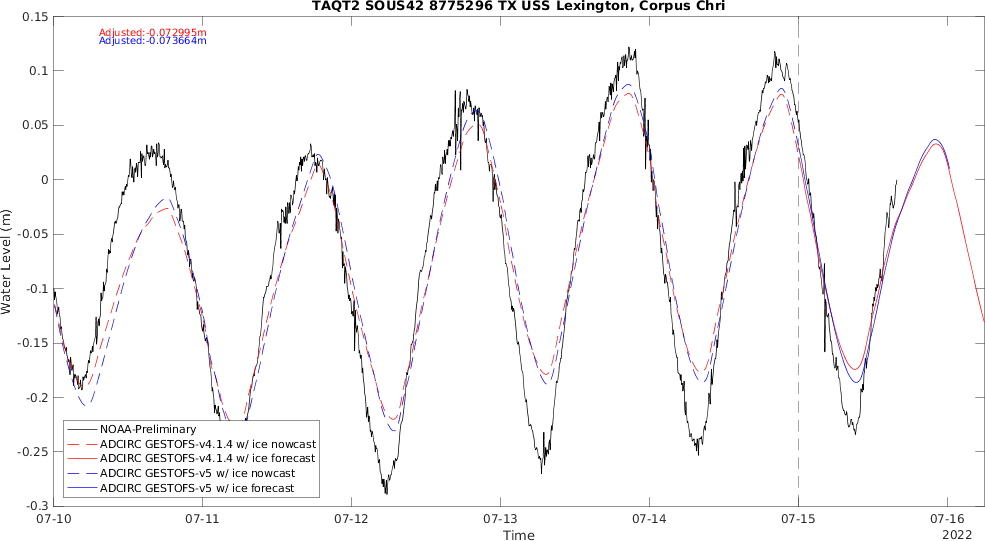 TAQT2 SOUS42 8775296 TX USS Lexington, Corpus Chri
0.15
Adjusted:-0.072995m
Adjusted:-0.073664m
0.1
0.05
0
-0.05
-0.1
-0.15
-0.2
-0.25
-0.3
Water Level (m)
NOAA-Preliminary
ADCIRC GESTOFS-v4.1.4 w/ ice nowcast
ADCIRC GESTOFS-v4.1.4 w/ ice forecast
ADCIRC GESTOFS-v5 w/ ice nowcast
ADCIRC GESTOFS-v5 w/ ice forecast
07-10 07-11 07-12 07-13 07-14 07-15 07-16
Time
2022